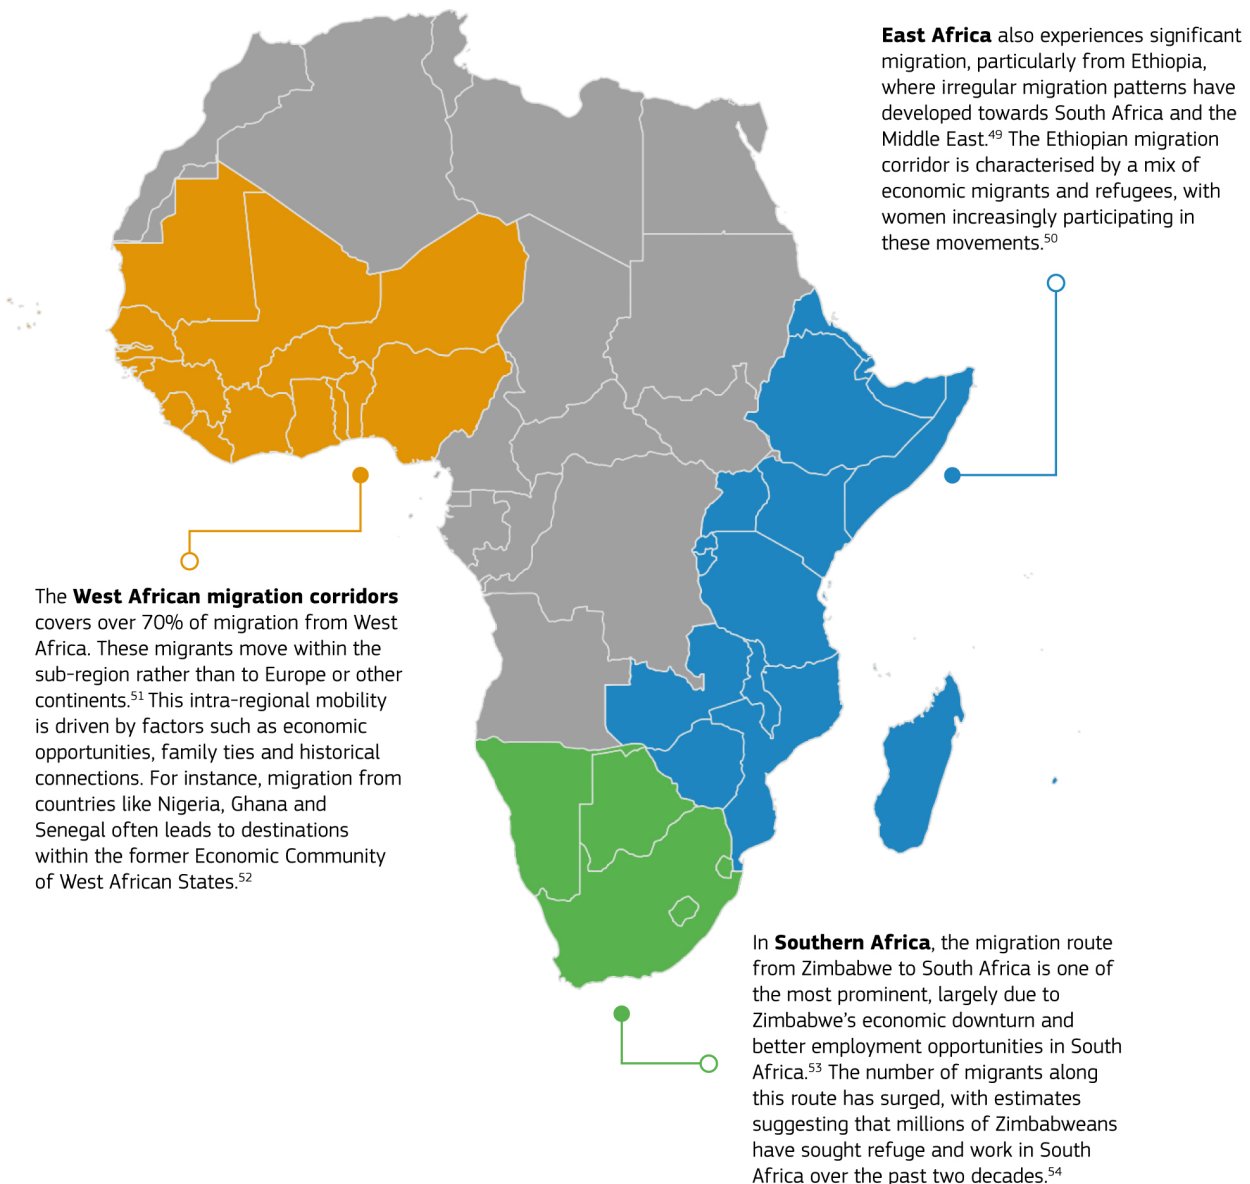 East Africa also experiences significant
migration, particularly from Ethiopia,
where irregular migration patterns have
developed towards South Africa and the
Middle East.⁴⁹ The Ethiopian migration
corridor is characterised by a mix of
economic migrants and refugees, with
women increasingly participating in
these movements.⁵⁰
The West African migration corridors
covers over 70% of migration from West
Africa. These migrants move within the
sub-region rather than to Europe or other
continents.⁵¹ This intra-regional mobility
is driven by factors such as economic
opportunities, family ties and historical
connections. For instance, migration from
countries like Nigeria, Ghana and
Senegal often leads to destinations
within the former Economic Community
of West African States.⁵²
In Southern Africa, the migration route
from Zimbabwe to South Africa is one of
the most prominent, largely due to
Zimbabwe's economic downturn and
better employment opportunities in South
Africa.⁵³ The number of migrants along
this route has surged, with estimates
suggesting that millions of Zimbabweans
have sought refuge and work in South
Africa over the past two decades.⁵⁴